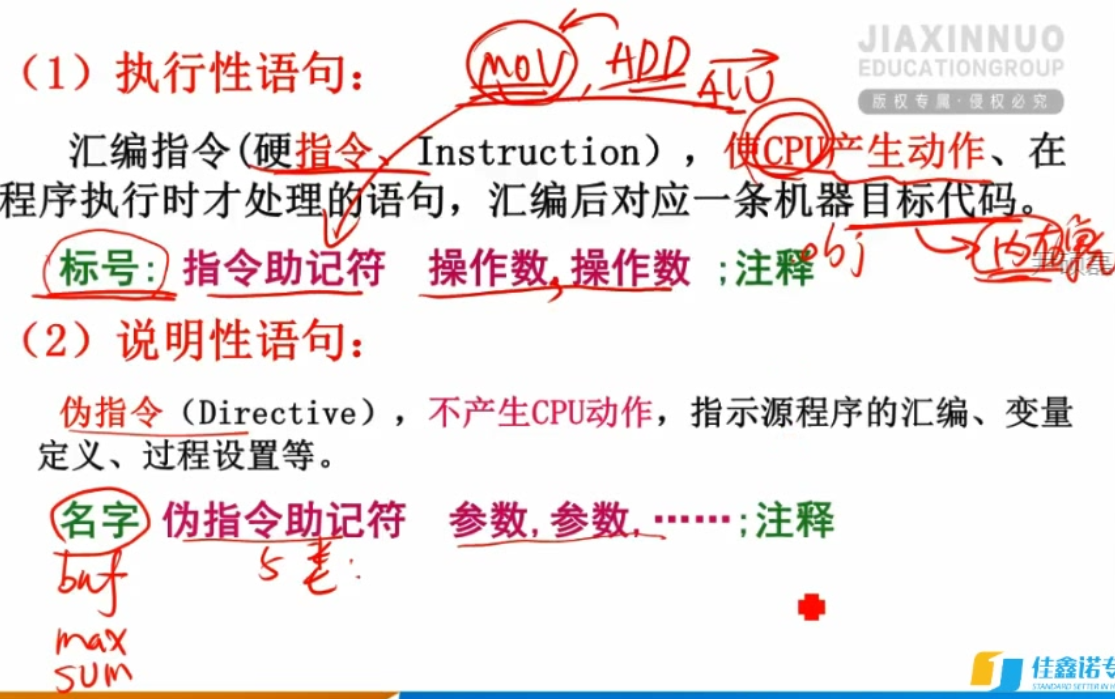 MOV, ADD
ALU
JIAXINNUO
EDUCATIONGROUP
版权专属·侵权必究
（1）执行性语句：
汇编指令(硬指令、Instruction），使CPU产生动作、在
程序执行时才处理的语句，汇编后对应一条机器目标代码。
obj
标号：指令助记符 操作数,操作数 ;注释
（2）说明性语句：
伪指令（Directive），不产生CPU动作，指示源程序的汇编、变量
定义、过程设置等。
名字 伪指令助记符 参数,参数,……;注释
buf
5类:
max
sum
佳鑫诺专